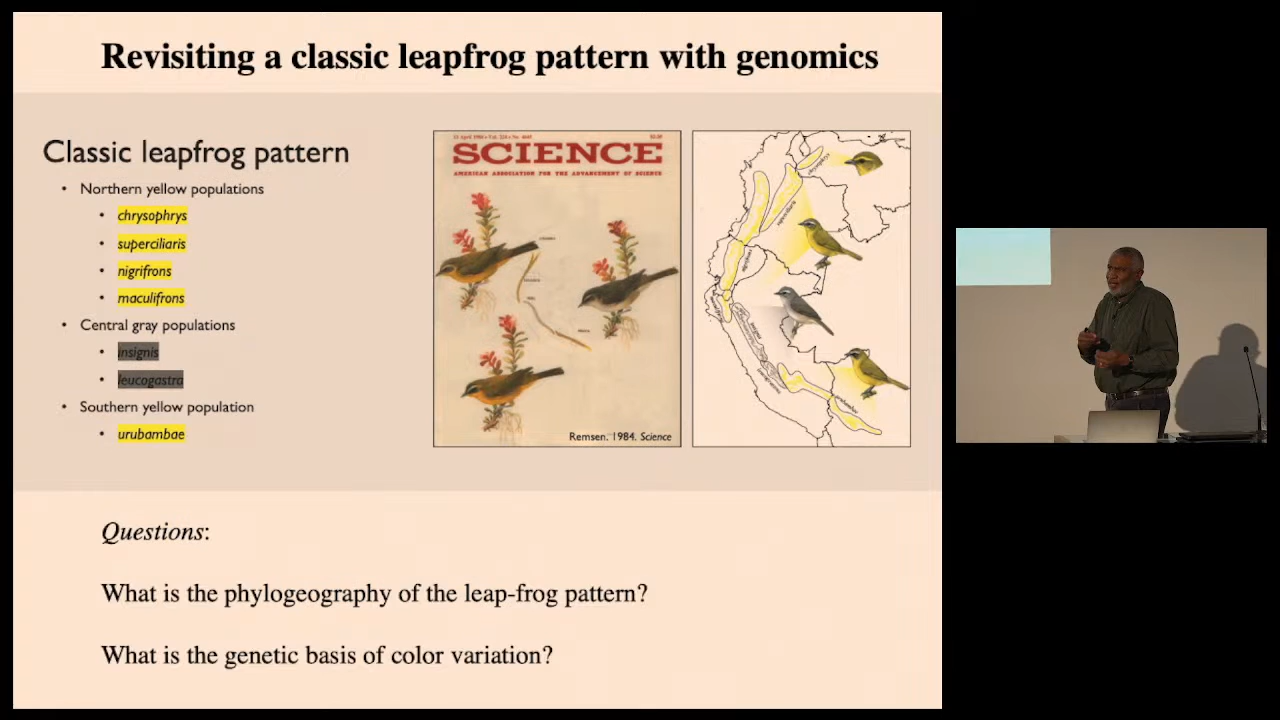 Revisiting a classic leapfrog pattern with genomics
Classic leapfrog pattern
• Northern yellow populations
• chrysophrys
• superciliaris
• nigrifrons
• maculifrons
• Central gray populations
• insignis
• leucogastra
• Southern yellow population
• urubambae
SCIENCE
AMERICAN ASSOCIATION FOR THE ADVANCEMENT OF SCIENCE
Remsen. 1984. Science
chrysophrys
superciliaris
Questions:
What is the phylogeography of the leap-frog pattern?
What is the genetic basis of color variation?